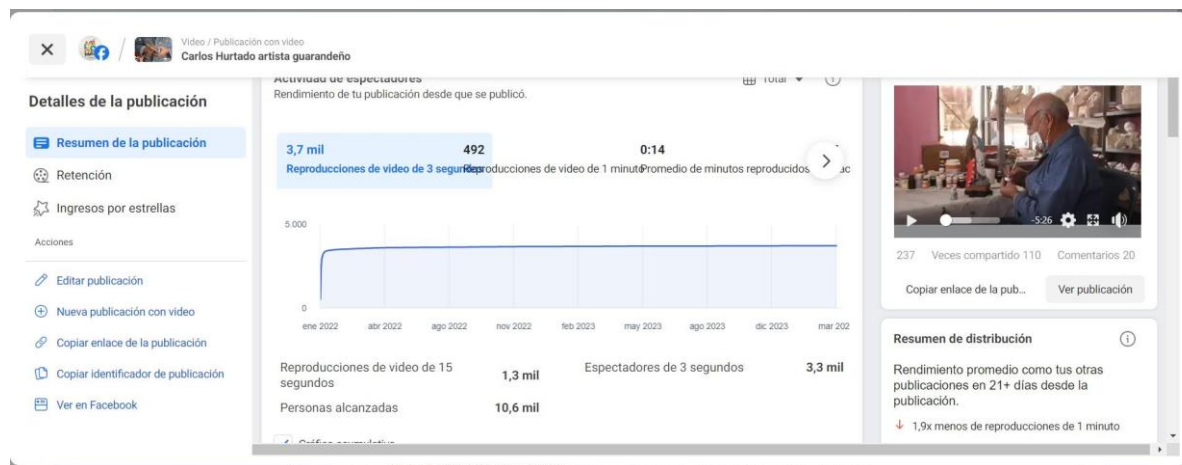 Video / Publicación con video
Carlos Hurtado artista guarandeño
Detalles de la publicación
Resumen de la publicación
Retención
Ingresos por estrellas
Acciones
Editar publicación
Nueva publicación con video
Copiar enlace de la publicación
Copiar identificador de publicación
Ver en Facebook
Actividad de espectadores
Total
Rendimiento de tu publicación desde que se publicó.
3,7 mil
Reproducciones de video de 3 segundos
492
Reproducciones de video de 1 minuto
0:14
Promedio de minutos reproducidos
5.000
0
ene 2022 abr 2022 ago 2022 nov 2022 feb 2023 may 2023 ago 2023 dic 2023 mar 202
Reproducciones de video de 15 segundos
1,3 mil
Espectadores de 3 segundos
3,3 mil
Personas alcanzadas
10,6 mil
Gráfico acumulativo
-5:26
237 Veces compartido 110 Comentarios 20
Copiar enlace de la pub...
Ver publicación
Resumen de distribución
Rendimiento promedio como tus otras
publicaciones en 21+ días desde la
publicación.
1,9x menos de reproducciones de 1 minuto